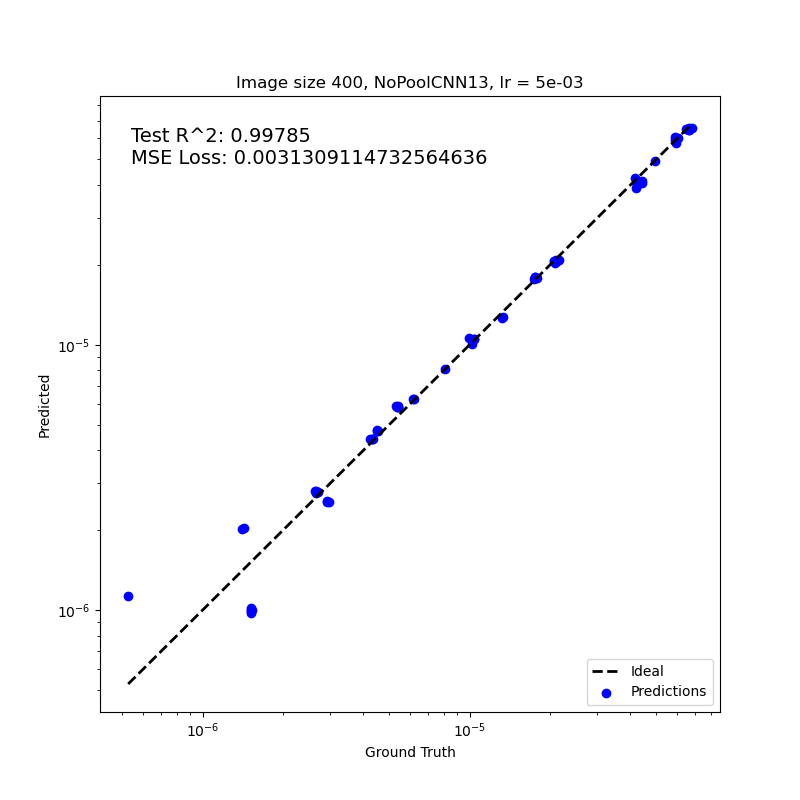 Image size 400, NoPoolCNN13, lr = 5e-03
Test R^2: 0.99785
MSE Loss: 0.0031309114732564636
10⁻⁵
10⁻⁶
Predicted
10⁻⁶
10⁻⁵
Ground Truth
Ideal
Predictions